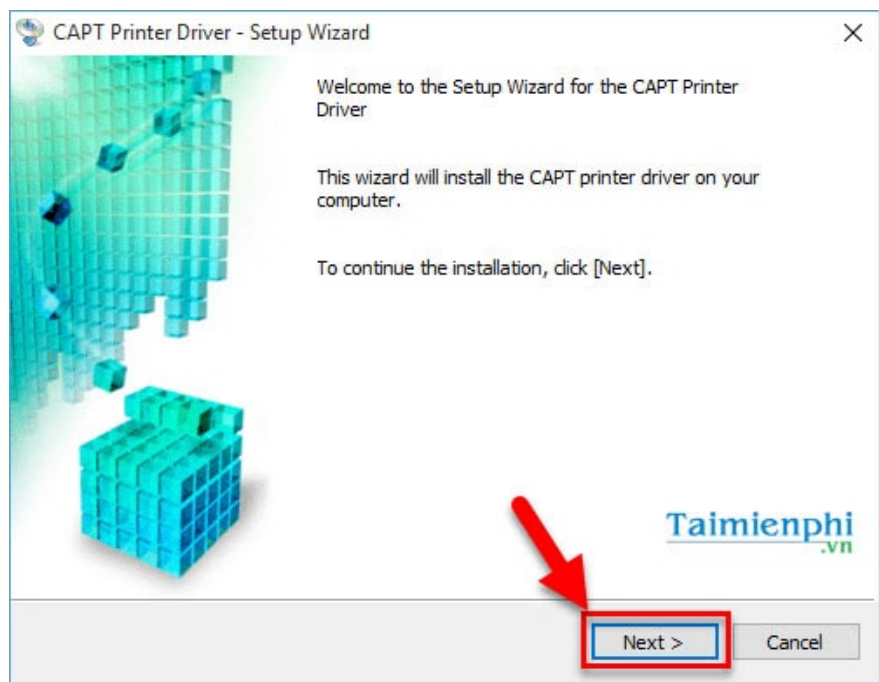 CAPT Printer Driver - Setup Wizard
Welcome to the Setup Wizard for the CAPT Printer
Driver
This wizard will install the CAPT printer driver on your
computer.
To continue the installation, click [Next].
Taimienphi
.vn
Next >
Cancel